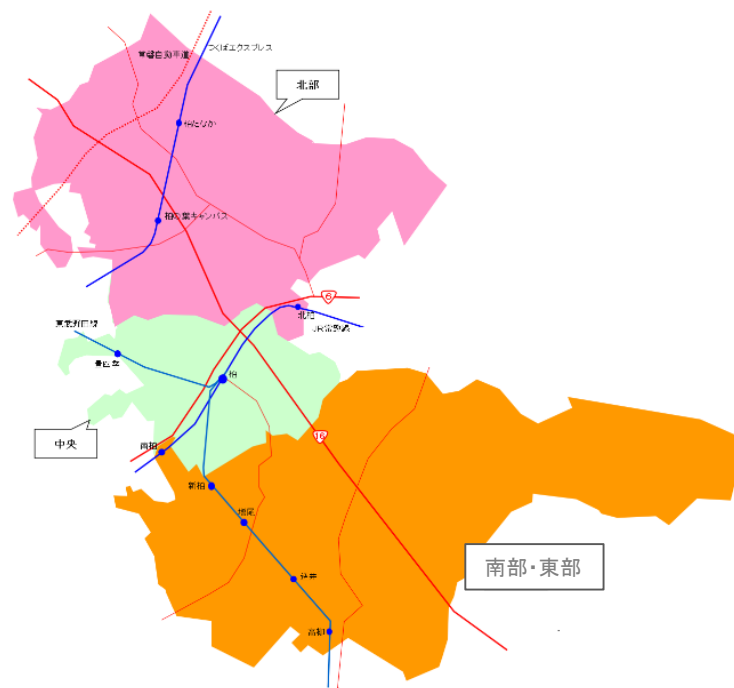 つくばエクスプレス
常磐自動車道
北部
柏たなか
柏の葉キャンパス
6
北柏
JR常磐線
東武野田線
豊四季
柏
中央
16
南柏
新柏
増尾
逆井
南部・東部
高柳